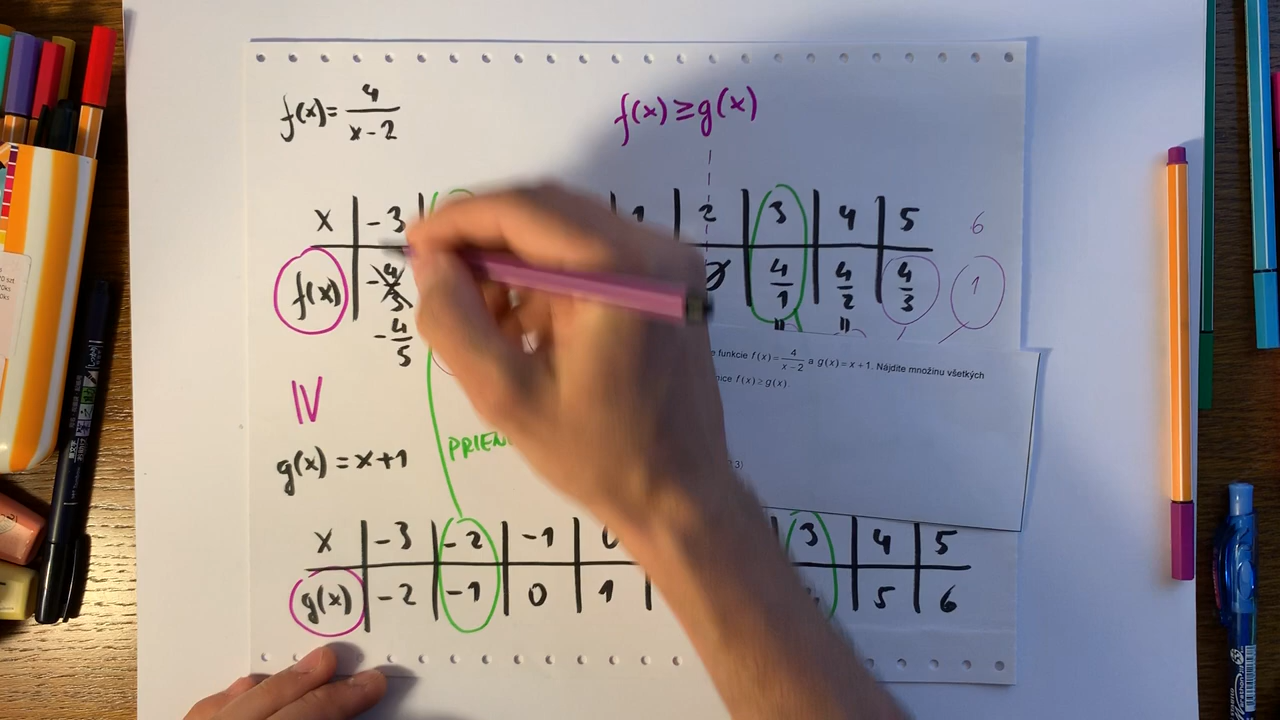 f(x) = 4/(x-2)
f(x) ≥ g(x)
x | -3 | 1 | 2 | 3 | 4 | 5 6
f(x) | -4/3 | 4/1 | 4/2 | 4/3 1
-4/5 = =
funkcie f(x) = 4/(x-2) a g(x) = x + 1. Nájdite množinu všetkých
nice f(x) ≥ g(x)
IV
PRIEN
g(x) = x+1
3)
x | -3 | -2 | -1 | 3 | 4 | 5
g(x) | -2 | -1 | 0 | 1 | 5 | 6